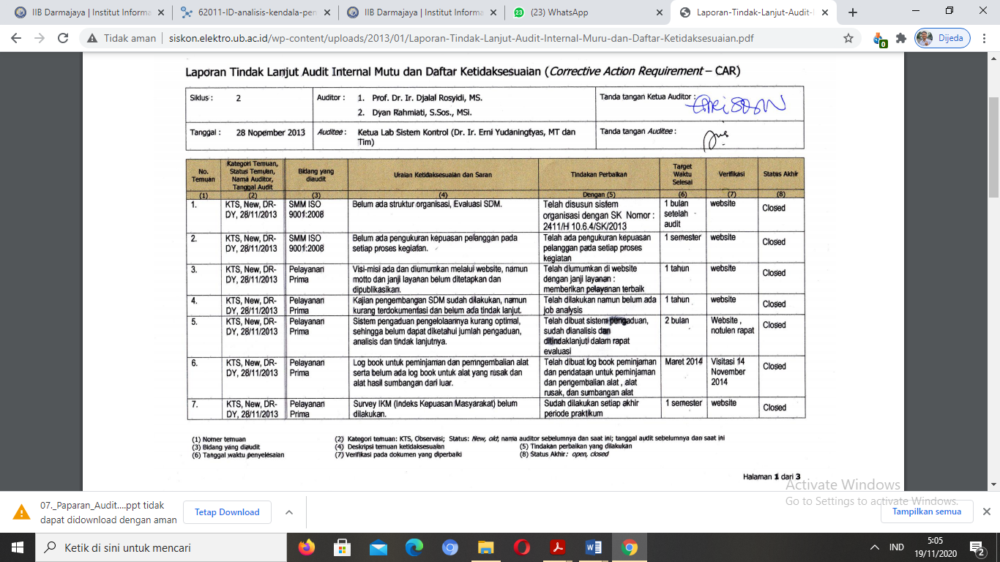 IIB Darmajaya | Institut Informa
62011-ID-analisis-kendala-pen
IIB Darmajaya | Institut Informa
(23) WhatsApp
Laporan-Tindak-Lanjut-Audit-I
Tidak aman
siskon.elektro.ub.ac.id/wp-content/uploads/2013/01/Laporan-Tindak-Lanjut-Audit-Internal-Muru-dan-Daftar-Ketidaksesuaian.pdf
0
Dijeda
Laporan Tindak Lanjut Audit Internal Mutu dan Daftar Ketidaksesuaian (Corrective Action Requirement – CAR)
Siklus : 2
Auditor : 1. Prof. Dr. Ir. Djalal Rosyidi, MS.
2. Dyan Rahmiati, S.Sos., MSi.
Tanda tangan Ketua Auditor :
Tanggal : 28 Nopember 2013
Auditee : Ketua Lab Sistem Kontrol (Dr. Ir. Erni Yudaningtyas, MT dan
Tim)
Tanda tangan Auditee :
No.
Temuan
Kategori Temuan,
Status Temuan,
Nama Auditor,
Tanggal Audit
Bidang yang
diaudit
Uraian Ketidaksesuaian dan Saran
Tindakan Perbaikan
Target
Waktu
Selesai
Verifikasi
Status Akhir
(1) (2) (3) (4) Dengan (5) (6) (7) (8)
1.
KTS, New, DR-
DY, 28/11/2013
SMM ISO
9001:2008
Belum ada struktur organisasi, Evaluasi SDM.
Telah disusun sistem
organisasi dengan SK Nomor :
2411/H 10.6.4/SK/2013
1 bulan
setelah
audit
website
Closed
2.
KTS, New, DR-
DY, 28/11/2013
SMM ISO
9001:2008
Belum ada pengukuran kepuasan pelanggan pada
setiap proses kegiatan.
Telah ada pengukuran kepuasan
pelanggan pada setiap proses
kegiatan
1 semester
website
Closed
3.
KTS, New, DR-
DY, 28/11/2013
Pelayanan
Prima
Visi-misi ada dan diumumkan melalui website, namun
motto dan janji layanan belum ditetapkan dan
dipublikasikan.
Telah diumumkan di website
dengan janji layanan :
memberikan pelayanan terbaik
1 tahun
website
Closed
4.
KTS, New, DR-
DY, 28/11/2013
Pelayanan
Prima
Kajian pengembangan SDM sudah dilakukan, namun
kurang terdokumentasi dan belum ada tindak lanjut.
Telah dilakukan namun belum ada
job analysis
1 tahun
website
Closed
5.
KTS, New, DR-
DY, 28/11/2013
Pelayanan
Prima
Sistem pengaduan pengelolaannya kurang optimal,
sehingga belum dapat diketahui jumlah pengaduan,
analisis dan tindak lanjutnya.
Telah dibuat sistem pengaduan,
sudah dianalisis dan
ditindaklanjuti dalam rapat
evaluasi
2 bulan
Website ,
notulen rapat
Closed
6.
KTS, New, DR-
DY, 28/11/2013
Pelayanan
Prima
Log book untuk peminjaman dan pemngembalian alat
serta belum ada log book untuk alat yang rusak dan
alat hasil sumbangan dari luar.
Telah dibuat log book peminjaman
dan pendataan untuk peminjaman
dan pengembalian alat , alat
rusak, dan sumbangan alat
Maret 2014
Visitasi 14
November
2014
Closed
7.
KTS, New, DR-
DY, 28/11/2013
Pelayanan
Prima
Survey IKM (Indeks Kepuasan Masyarakat) belum
dilakukan.
Sudah dilakukan setiap akhir
periode praktikum
1 semester
website
Closed
(1) Nomer temuan
(2) Kategori temuan: KTS, Observasi; Status: New, old; nama auditor sebelumnya dan saat ini; tanggal audit sebelumnya dan saat ini
(3) Bidang yang diaudit
(4) Deskripsi temuan ketidaksesuaian
(5) Tindakan perbaikan yang dilakukan
(6) Tanggal waktu penyelesaian
(7) Verifikasi pada dokumen yang diperbaiki
(8) Status Akhir : open, closed
Halaman 1 dari 3
Activate Windows
Go to Settings to activate Windows.
07._Paparan_Audit....ppt tidak
dapat didownload dengan aman
Tetap Download
Tampilkan semua
Ketik di sini untuk mencari
IND
5:05
19/11/2020
2